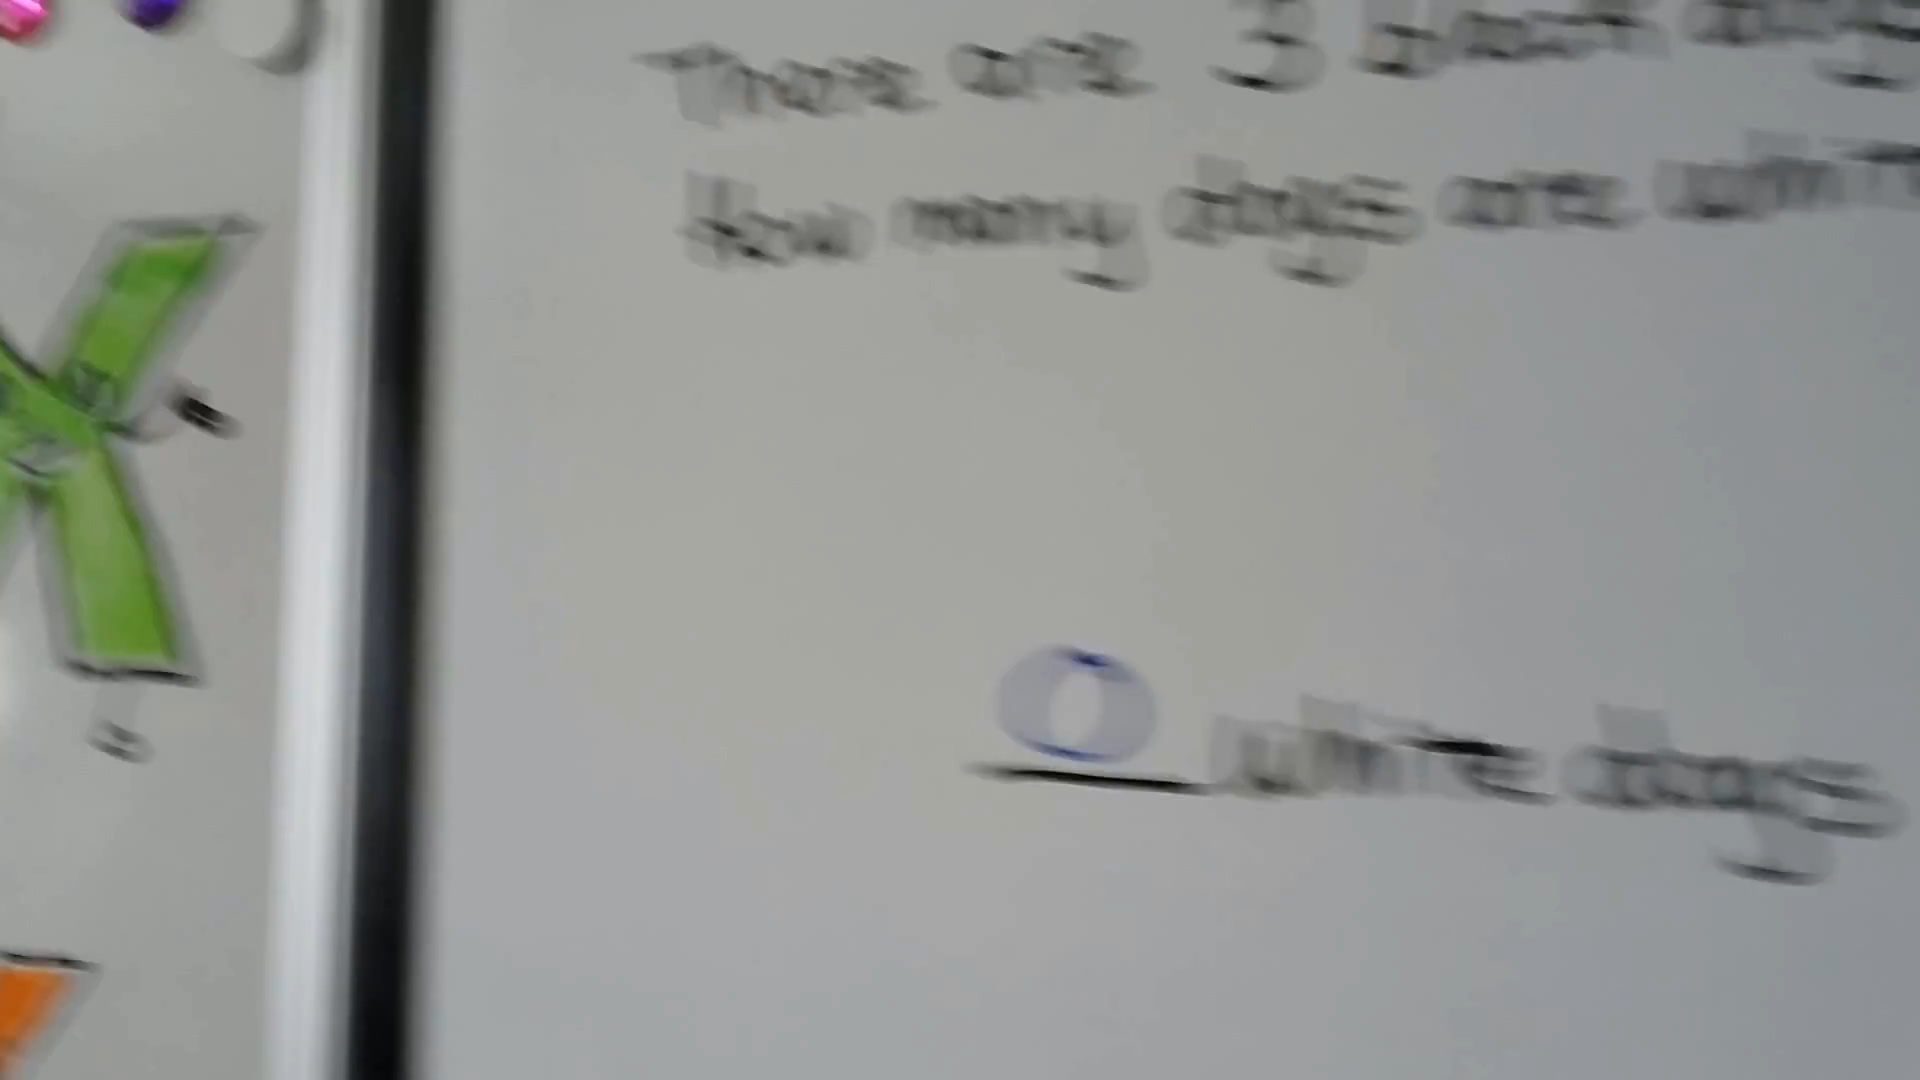 There are 3 black dogs
How many dogs are white
0 white dogs